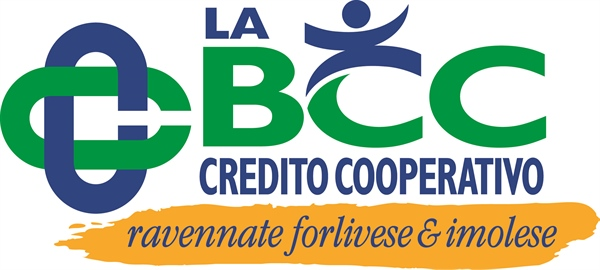 LA
BCC
CREDITO COOPERATIVO
ravennate forlivese & imolese